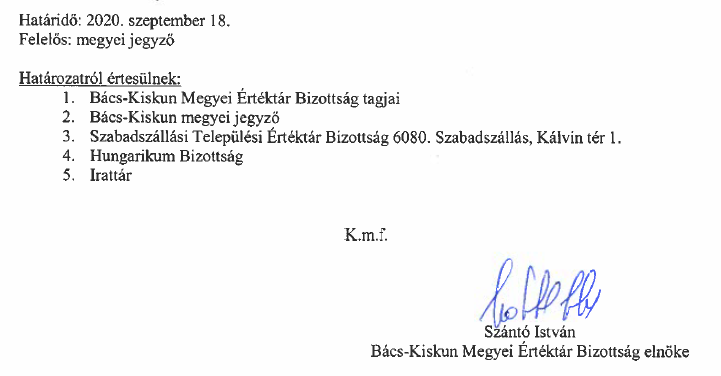 Határidő: 2020. szeptember 18.
Felelős: megyei jegyző
Határozatról értesülnek:
1. Bács-Kiskun Megyei Értéktár Bizottság tagjai
2. Bács-Kiskun megyei jegyző
3. Szabadszállási Települési Értéktár Bizottság 6080. Szabadszállás, Kálvin tér 1.
4. Hungarikum Bizottság
5. Irattár
K.m.f.
Szántó István
Bács-Kiskun Megyei Értéktár Bizottság elnöke